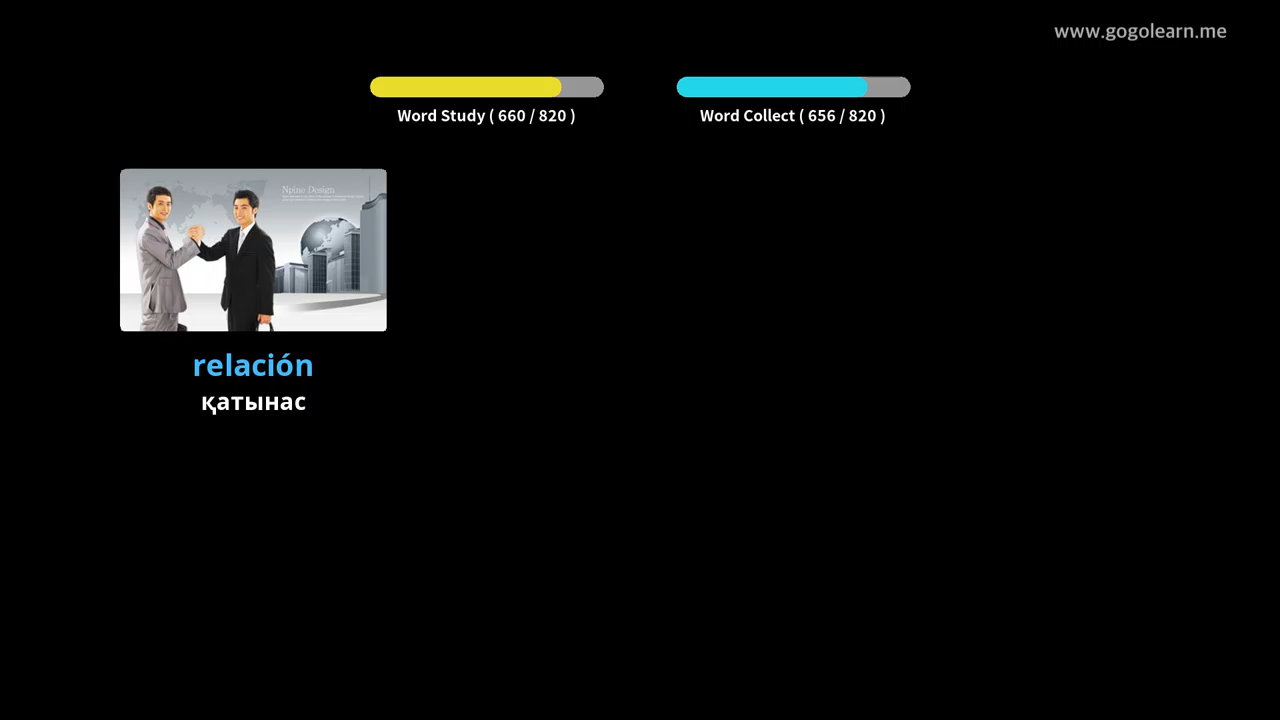 www.gogolearn.me
Word Study ( 660 / 820 )
Word Collect ( 656 / 820 )
Npine Design
relación
қатынас